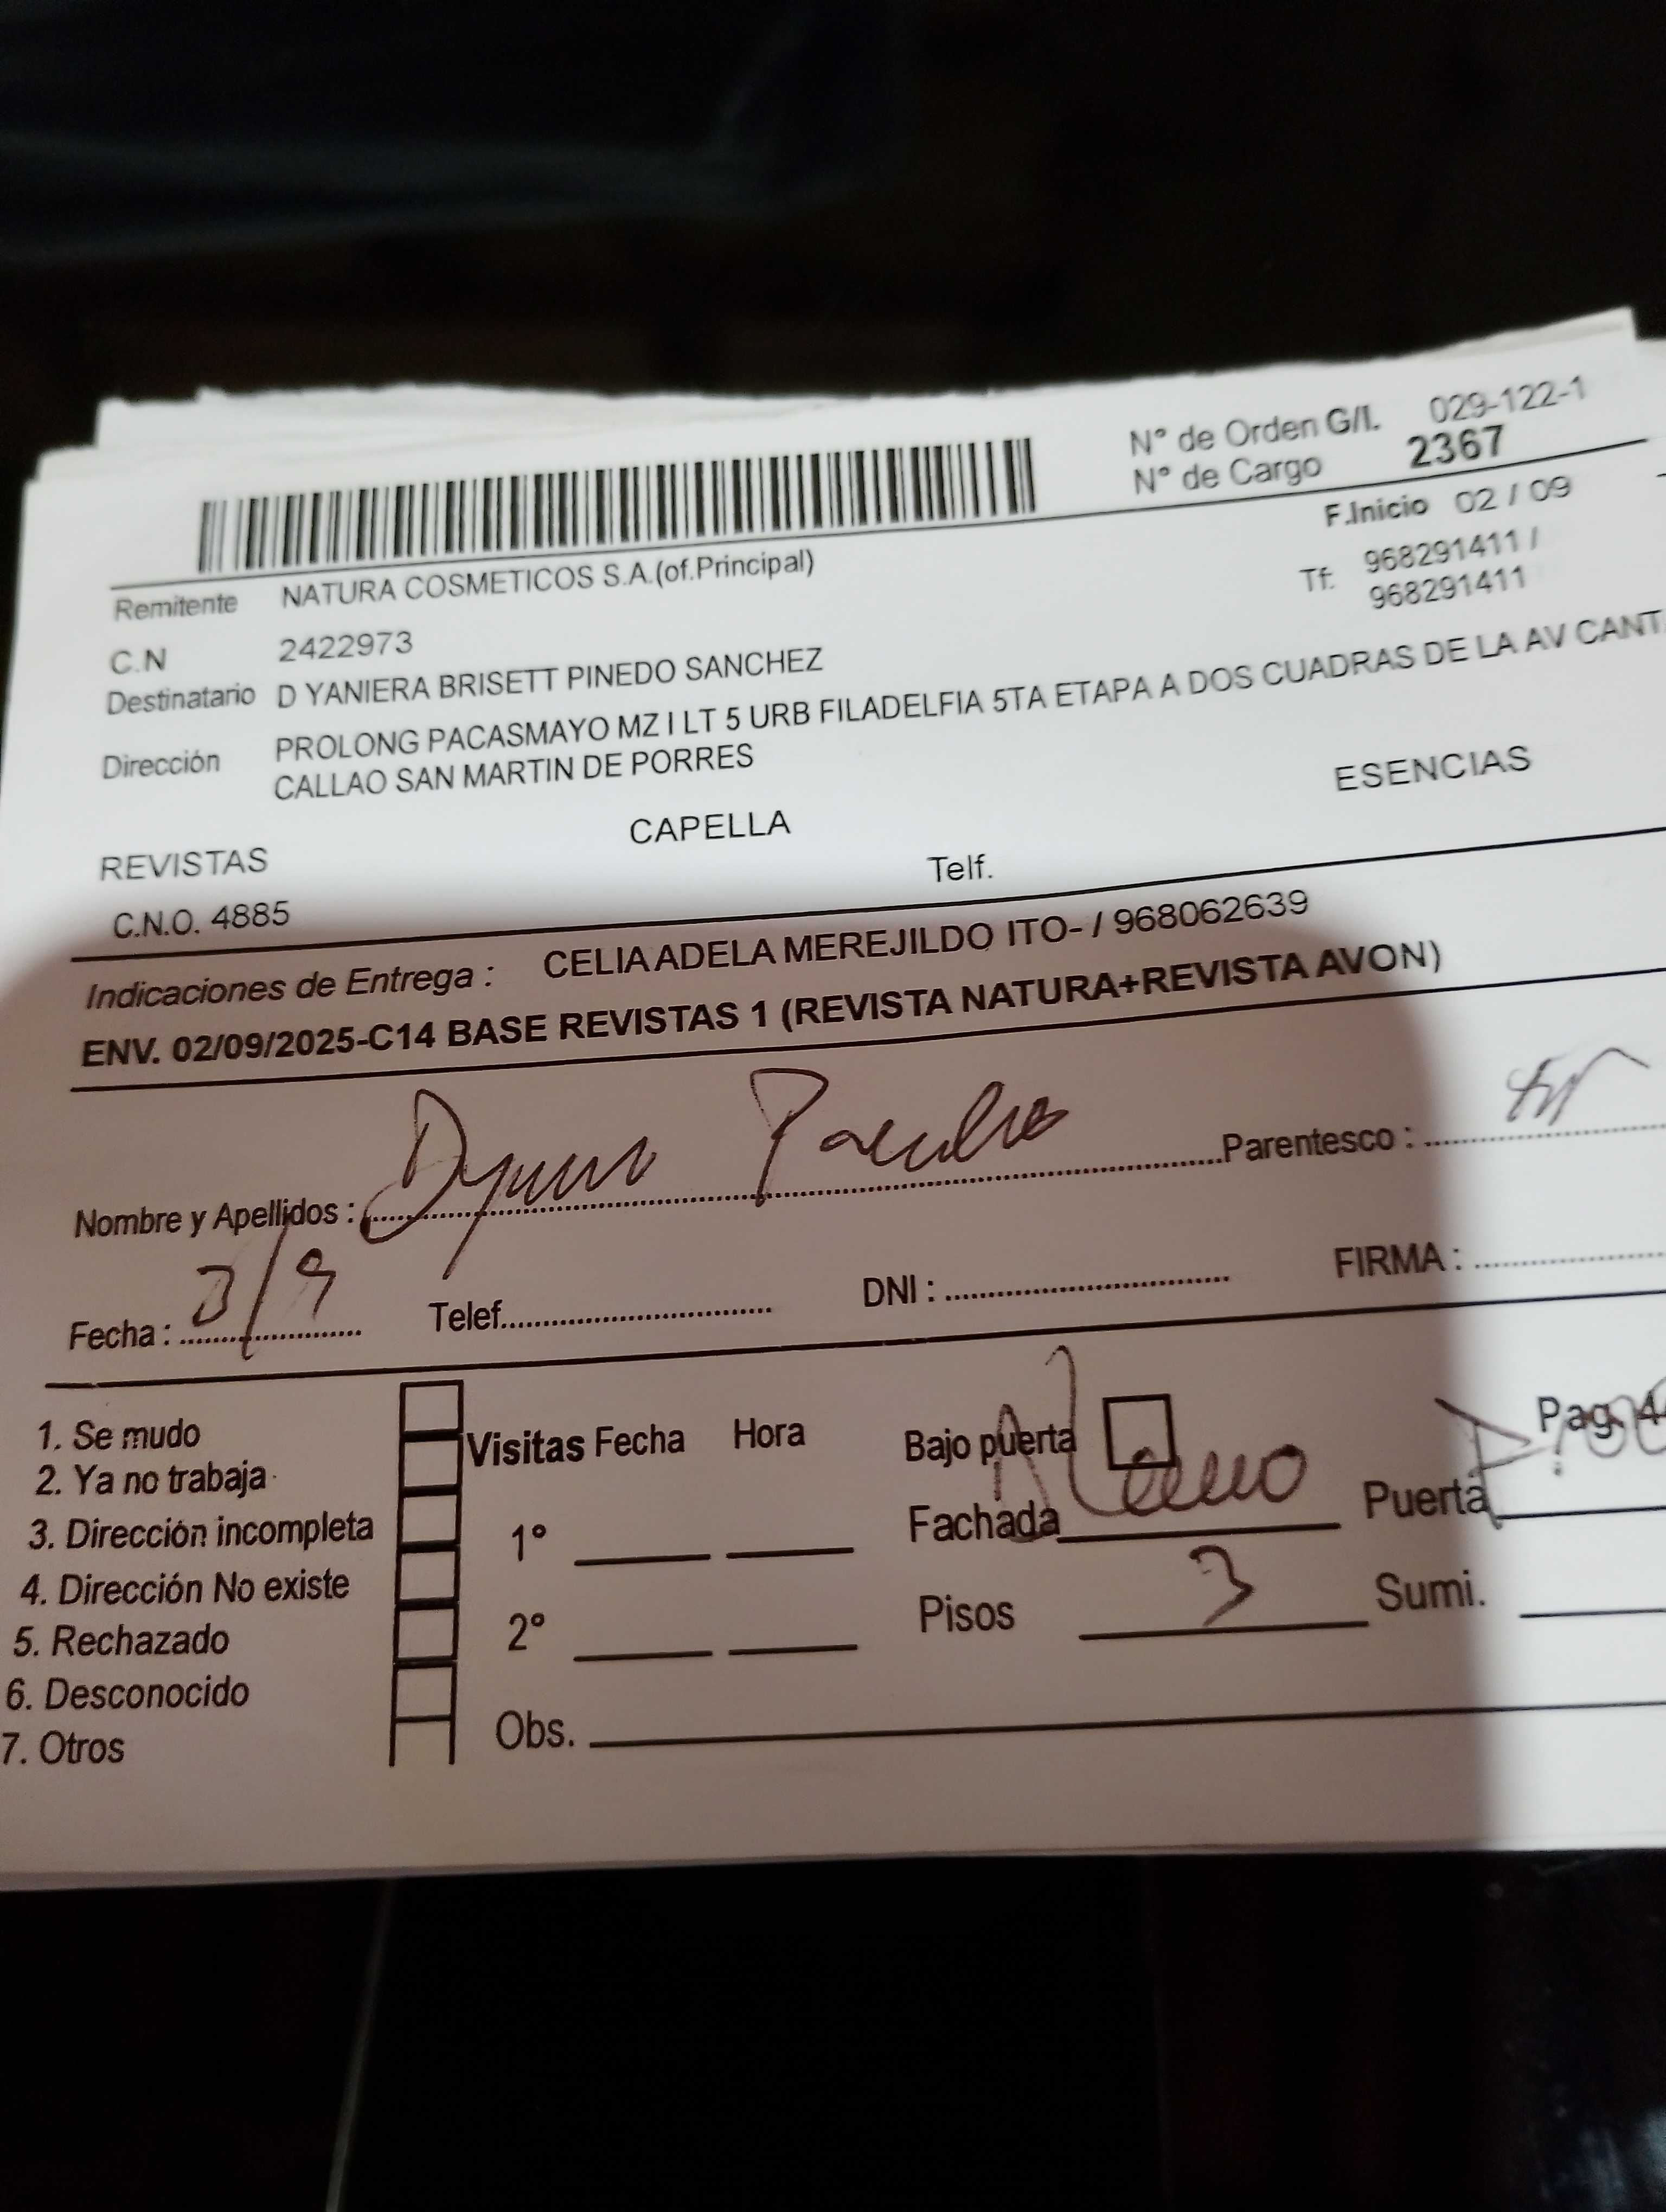 N° de Orden G/I. 029-122-1
N° de Cargo 2367
F.Inicio 02 / 09
Remitente NATURA COSMETICOS S.A.(of.Principal)
Tf: 968291411 /
968291411
C.N 2422973
Destinatario D YANIERA BRISETT PINEDO SANCHEZ
Dirección PROLONG PACASMAYO MZ I LT 5 URB FILADELFIA 5TA ETAPA A DOS CUADRAS DE LA AV CANT
CALLAO SAN MARTIN DE PORRES
REVISTAS CAPELLA ESENCIAS
C.N.O. 4885 Telf.
Indicaciones de Entrega : CELIA ADELA MEREJILDO ITO- / 968062639
ENV. 02/09/2025-C14 BASE REVISTAS 1 (REVISTA NATURA+REVISTA AVON)
Nombre y Apellidos : Parentesco :
Fecha : 3/9 Telef. DNI : FIRMA :
1. Se mudo
2. Ya no trabaja
3. Dirección incompleta
4. Dirección No existe
5. Rechazado
6. Desconocido
7. Otros
Visitas Fecha Hora
1°
2°
Obs.
Bajo puerta Pag. 4
Fachada Puerta
Pisos 3 Sumi.